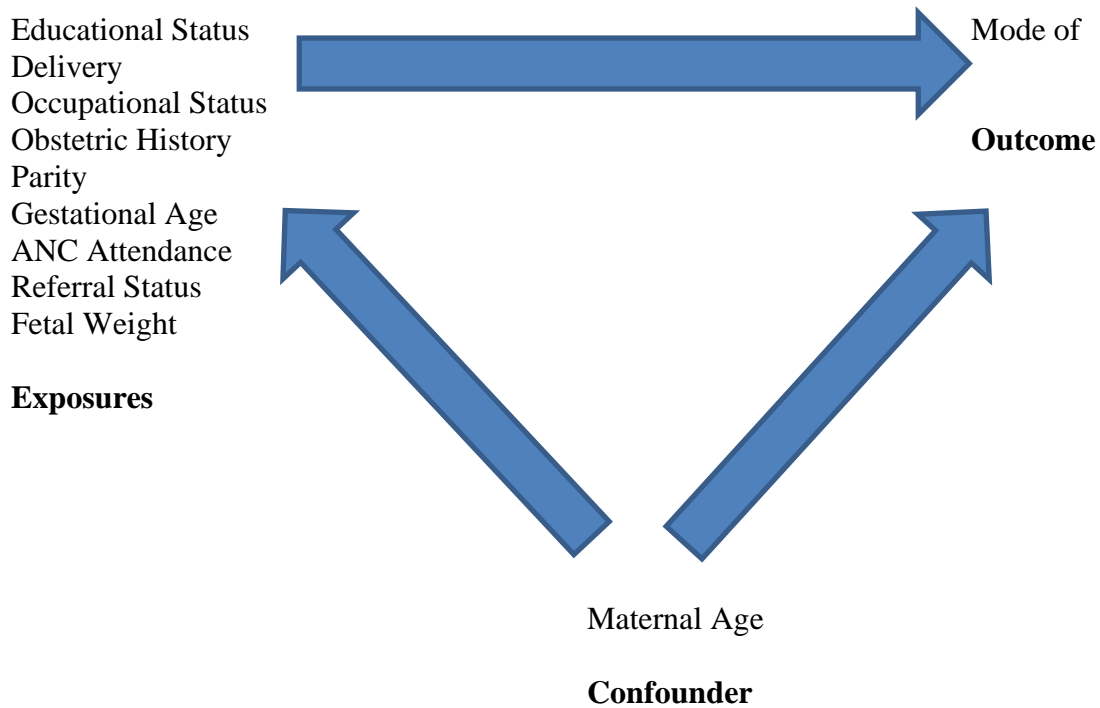 Educational Status
Mode of
Delivery
Occupational Status
Obstetric History
Outcome
Parity
Gestational Age
ANC Attendance
Referral Status
Fetal Weight
Exposures
Maternal Age
Confounder